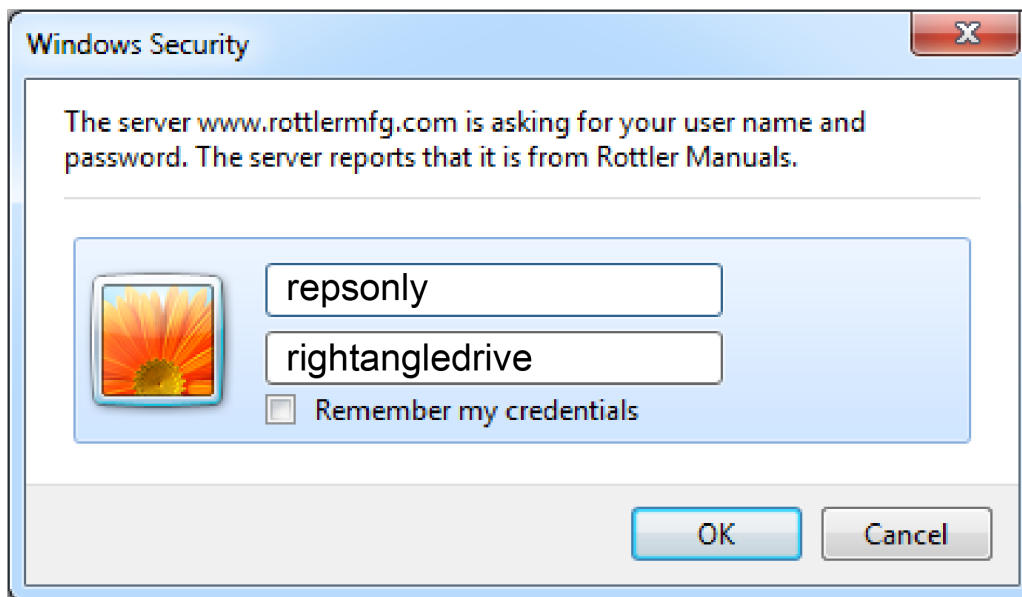 Windows Security
The server www.rottlermfg.com is asking for your user name and
password. The server reports that it is from Rottler Manuals.
repsonly
rightangledrive
Remember my credentials
OK
Cancel